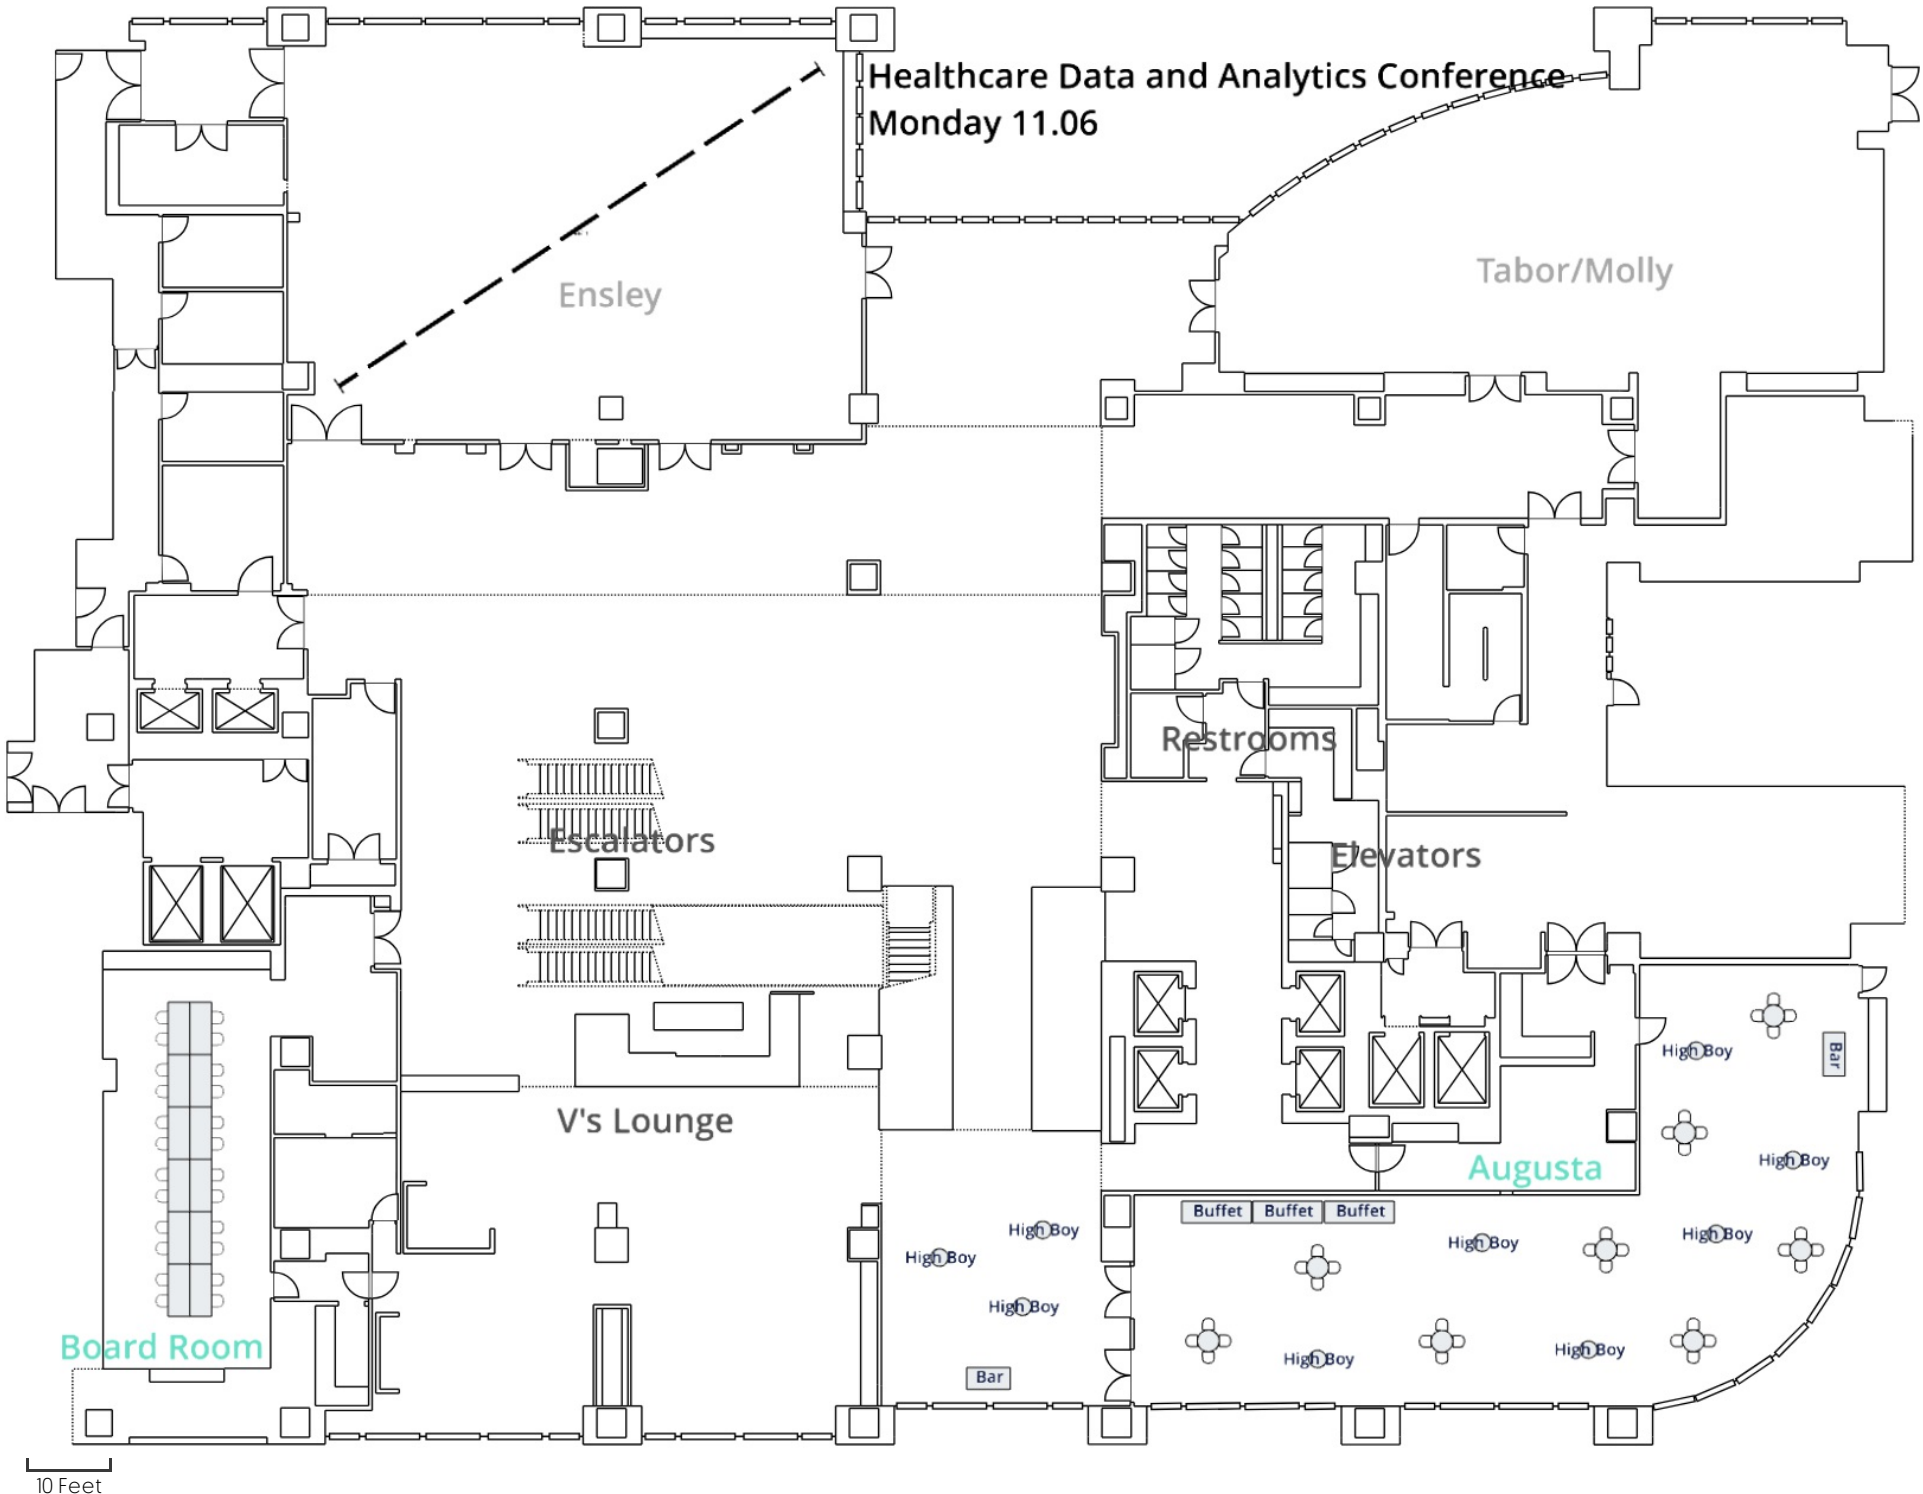 Healthcare Data and Analytics Conference
Monday 11.06
Ensley
Tabor/Molly
Restrooms
Escalators
Elevators
V's Lounge
High Boy
Bar
High Boy
Augusta
Buffet
Buffet
Buffet
High Boy
High Boy
High Boy
High Boy
High Boy
Board Room
High Boy
High Boy
Bar
10 Feet